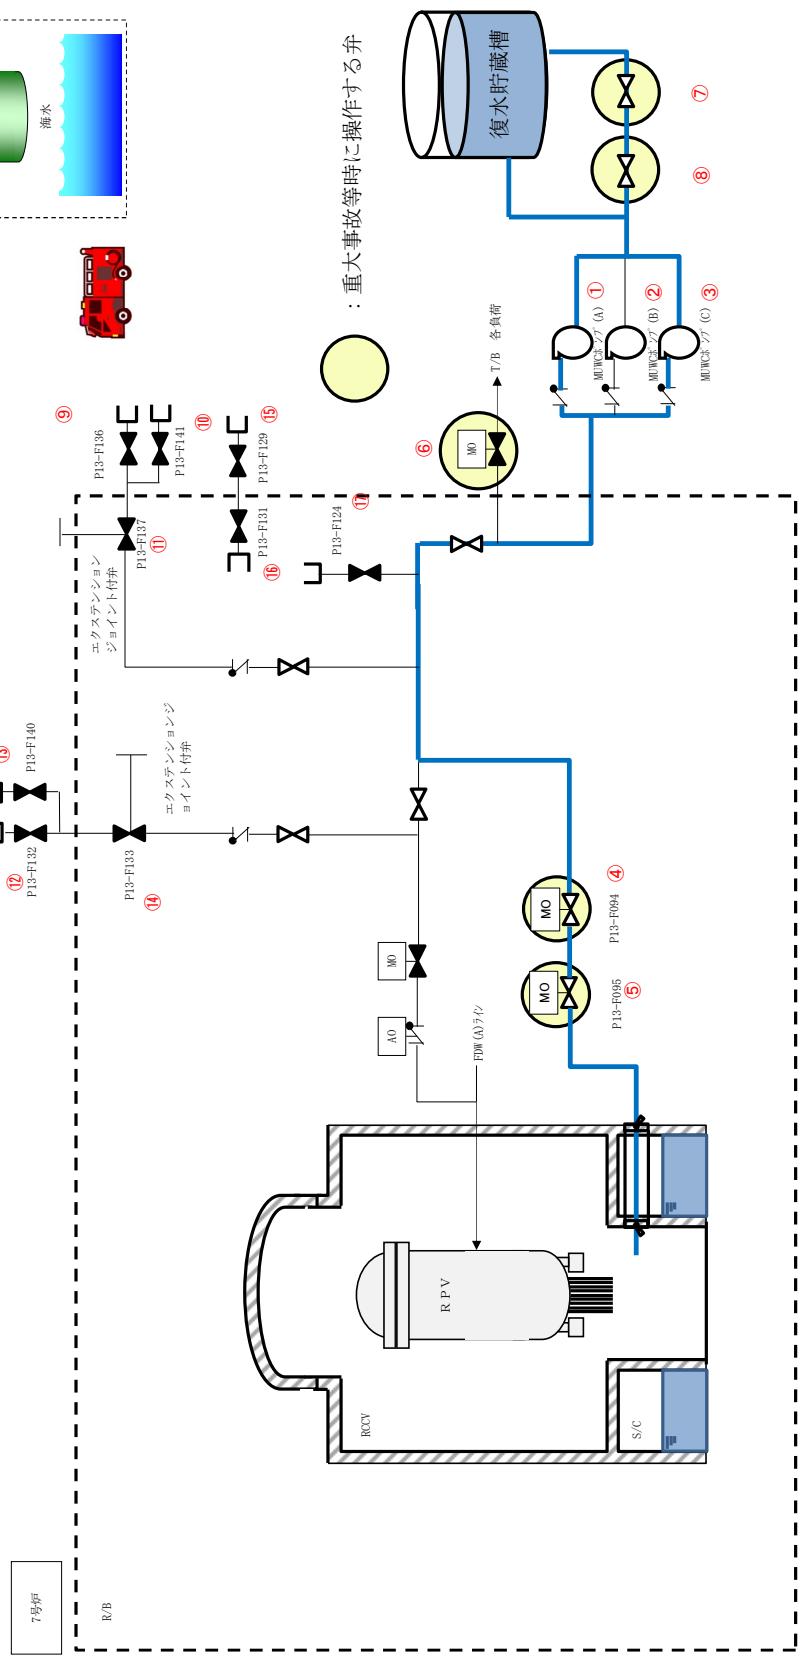 7号炉
R/B
RCCV
S/C
RPV
FDW(A)ライン
AO
MO
MO
P13-F095
⑤
MO
P13-F094
④
⑫
P13-F132
⑬
P13-F140
P13-F133
⑭
エクステンションジ
ョイント付弁
エクステンション
ジョイント付弁
P13-F137
⑪
⑨
P13-F136
P13-F141
⑩
⑮
P13-F129
P13-F131
⑯
P13-F124
⑰
⑥
MO
T/B 各負荷
MUWCポンプ(A)
①
MUWCポンプ(B)
②
MUWCポンプ(C)
③
⑦
⑧
復水貯蔵槽
:重大事故等時に操作する弁
海水